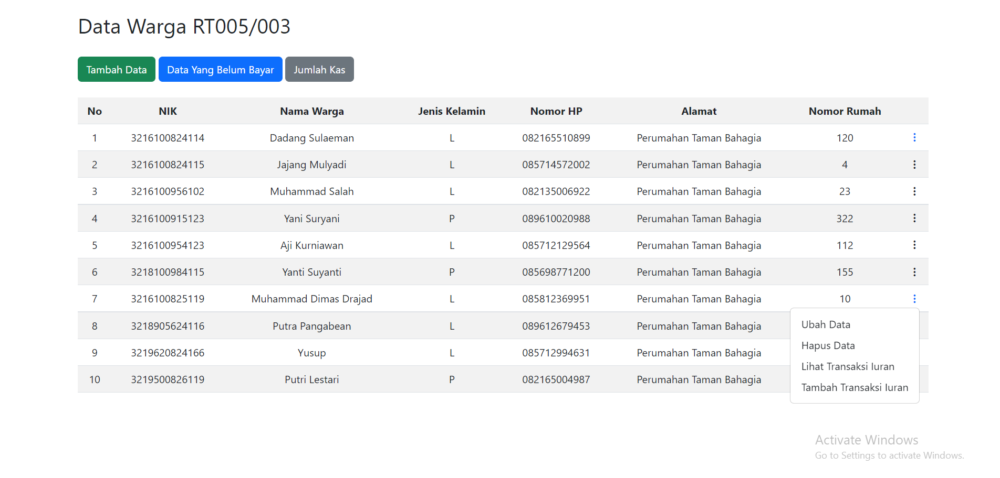 Data Warga RT005/003
Tambah Data Data Yang Belum Bayar Jumlah Kas
No NIK Nama Warga Jenis Kelamin Nomor HP Alamat Nomor Rumah
1 3216100824114 Dadang Sulaeman L 082165510899 Perumahan Taman Bahagia 120
2 3216100824115 Jajang Mulyadi L 085714572002 Perumahan Taman Bahagia 4
3 3216100956102 Muhammad Salah L 082135006922 Perumahan Taman Bahagia 23
4 3216100915123 Yani Suryani P 089610020988 Perumahan Taman Bahagia 322
5 3216100954123 Aji Kurniawan L 085712129564 Perumahan Taman Bahagia 112
6 3218100984115 Yanti Suyanti P 085698771200 Perumahan Taman Bahagia 155
7 3216100825119 Muhammad Dimas Drajad L 085812369951 Perumahan Taman Bahagia 10
8 3218905624116 Putra Pangabean L 089612679453 Perumahan Taman Bahagia
9 3219620824166 Yusup L 085712994631 Perumahan Taman Bahagia
10 3219500826119 Putri Lestari P 082165004987 Perumahan Taman Bahagia
Ubah Data
Hapus Data
Lihat Transaksi Iuran
Tambah Transaksi Iuran
Activate Windows
Go to Settings to activate Windows.